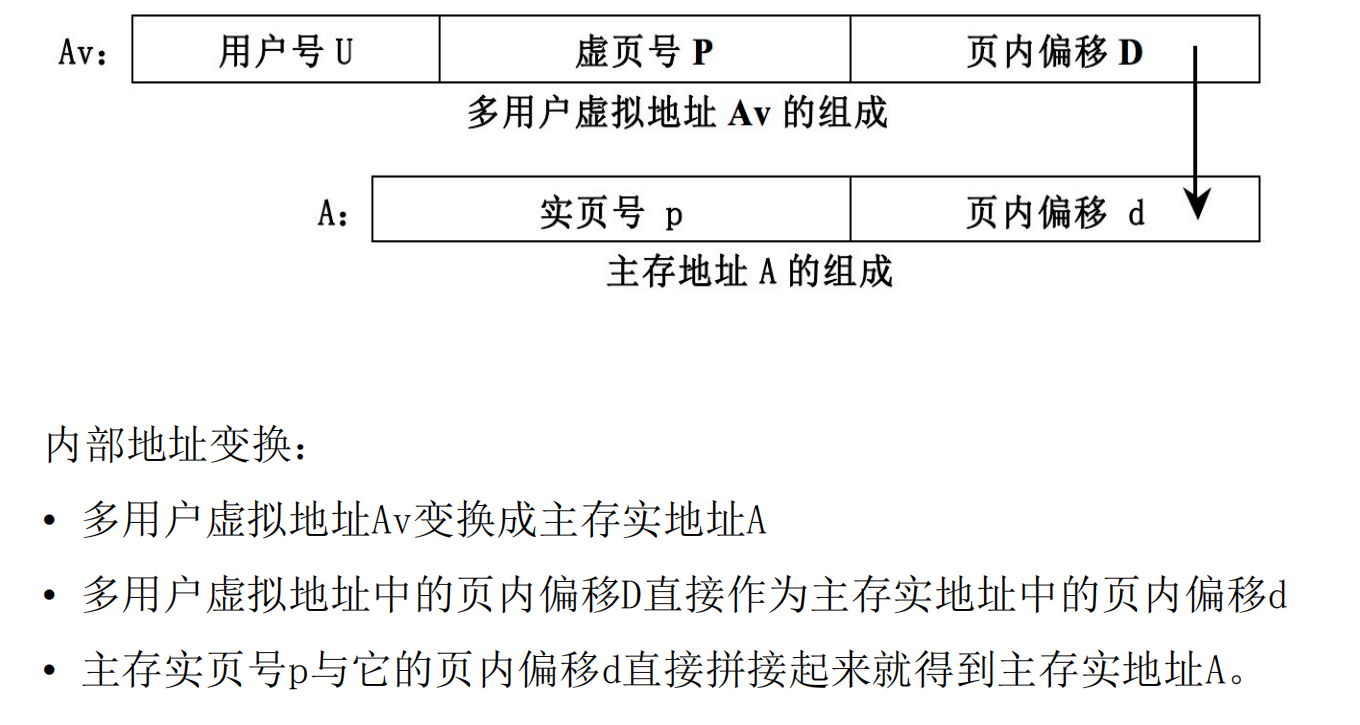 Av： 用户号 U 虚页号 P 页内偏移 D
多用户虚拟地址 Av 的组成
A： 实页号 p 页内偏移 d
主存地址 A 的组成
内部地址变换：
• 多用户虚拟地址Av变换成主存实地址A
• 多用户虚拟地址中的页内偏移D直接作为主存实地址中的页内偏移d
• 主存实页号p与它的页内偏移d直接拼接起来就得到主存实地址A。